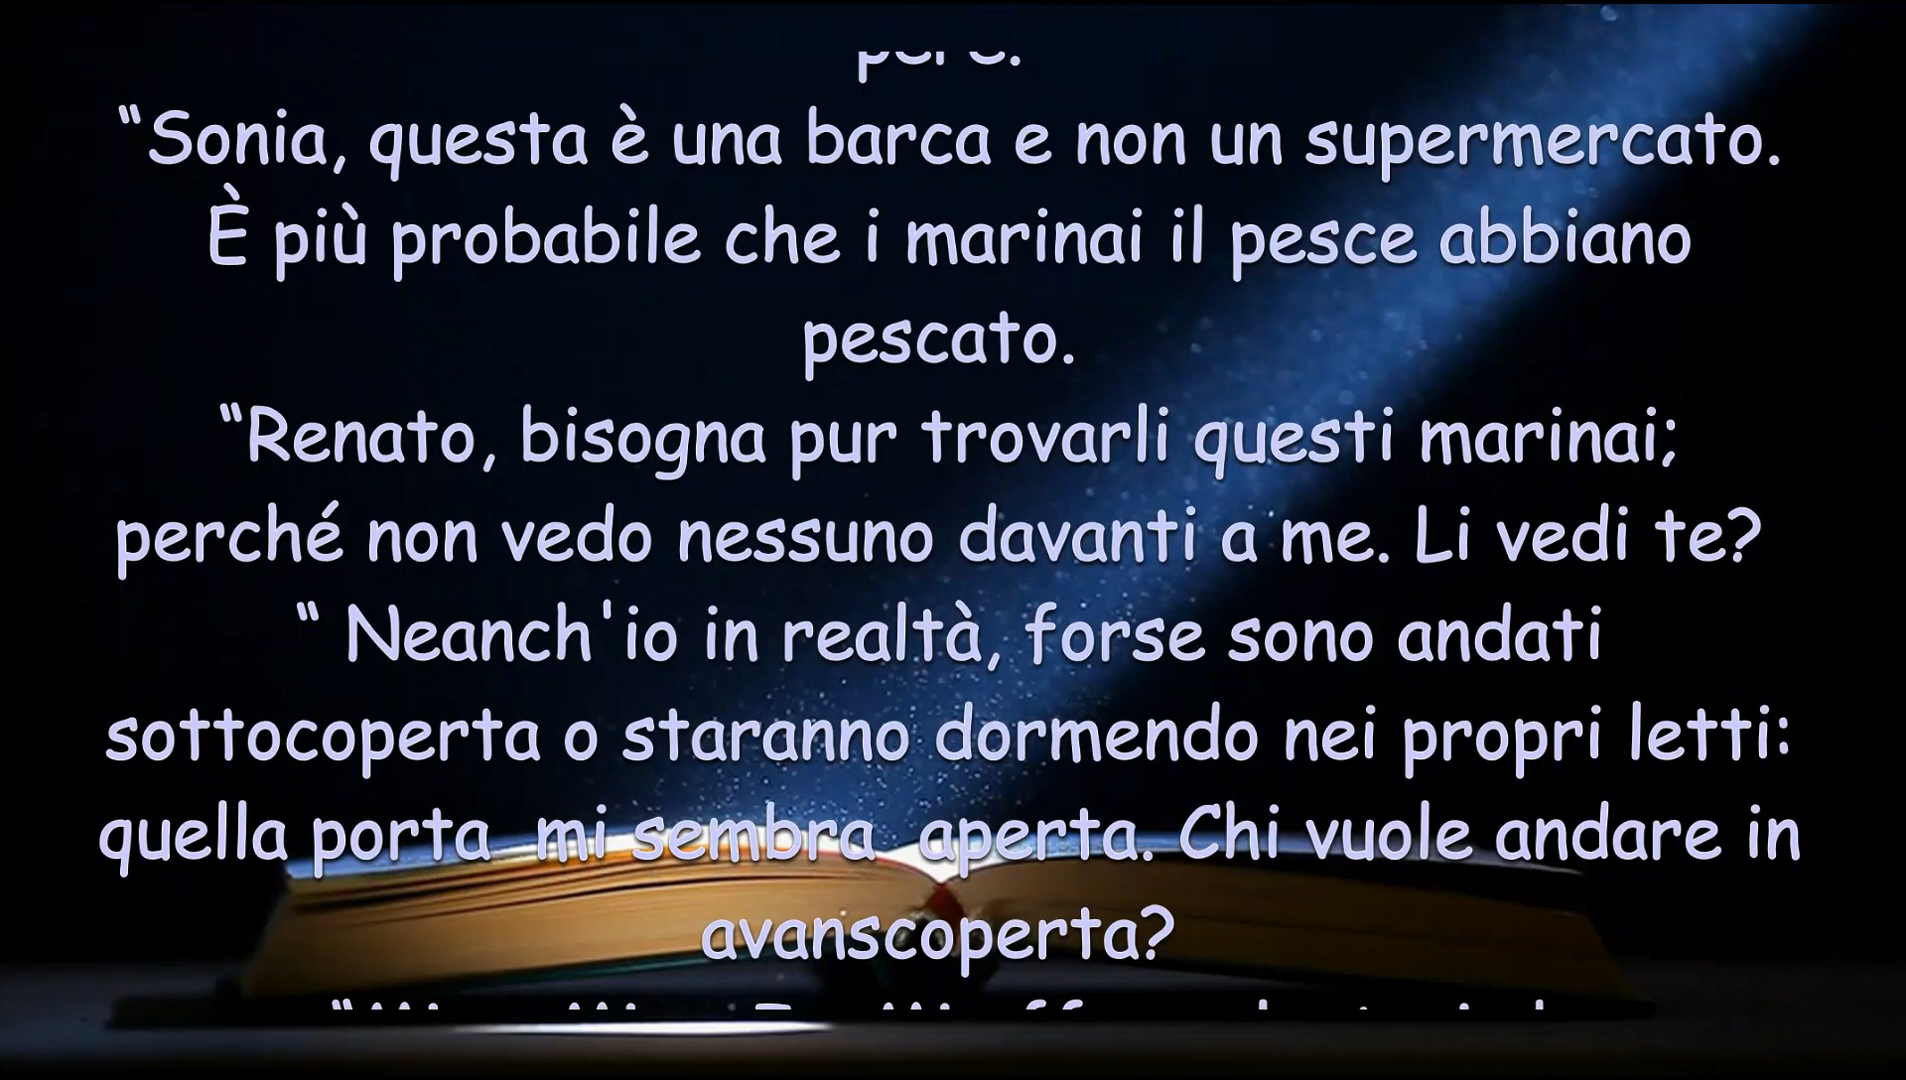 “Sonia, questa è una barca e non un supermercato.
È più probabile che i marinai il pesce abbiano
pescato.
“Renato, bisogna pur trovarli questi marinai;
perché non vedo nessuno davanti a me. Li vedi te?
“ Neanch'io in realtà, forse sono andati
sottocoperta o staranno dormendo nei propri letti:
quella porta  mi sembra  aperta. Chi vuole andare in
avanscoperta?